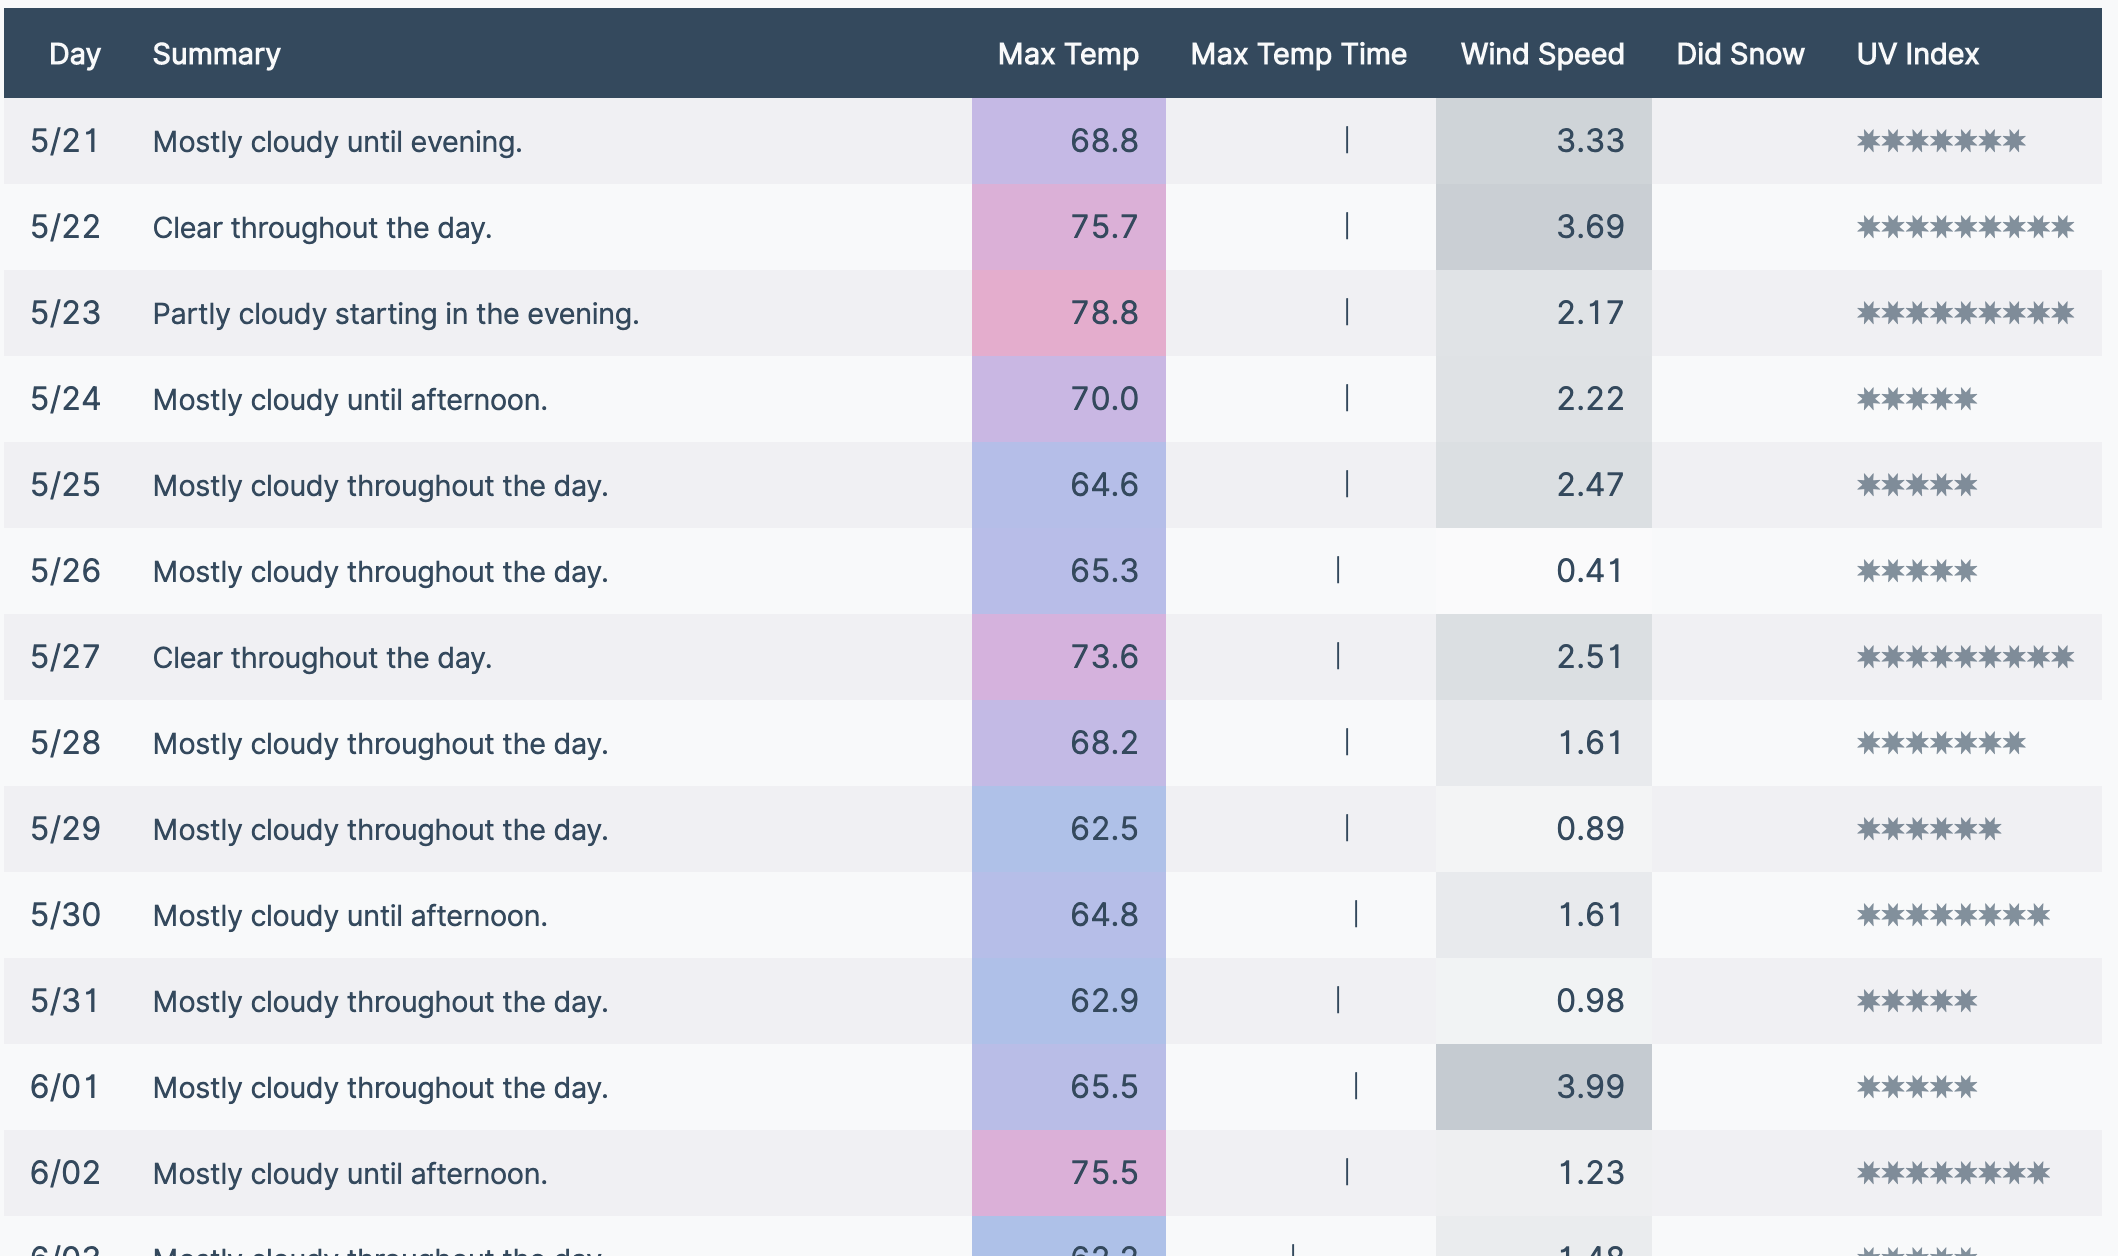 Day Summary Max Temp Max Temp Time Wind Speed Did Snow UV Index
5/21 Mostly cloudy until evening. 68.8 3.33
5/22 Clear throughout the day. 75.7 3.69
5/23 Partly cloudy starting in the evening. 78.8 2.17
5/24 Mostly cloudy until afternoon. 70.0 2.22
5/25 Mostly cloudy throughout the day. 64.6 2.47
5/26 Mostly cloudy throughout the day. 65.3 0.41
5/27 Clear throughout the day. 73.6 2.51
5/28 Mostly cloudy throughout the day. 68.2 1.61
5/29 Mostly cloudy throughout the day. 62.5 0.89
5/30 Mostly cloudy until afternoon. 64.8 1.61
5/31 Mostly cloudy throughout the day. 62.9 0.98
6/01 Mostly cloudy throughout the day. 65.5 3.99
6/02 Mostly cloudy until afternoon. 75.5 1.23
Mostly cloudy throughout the day.